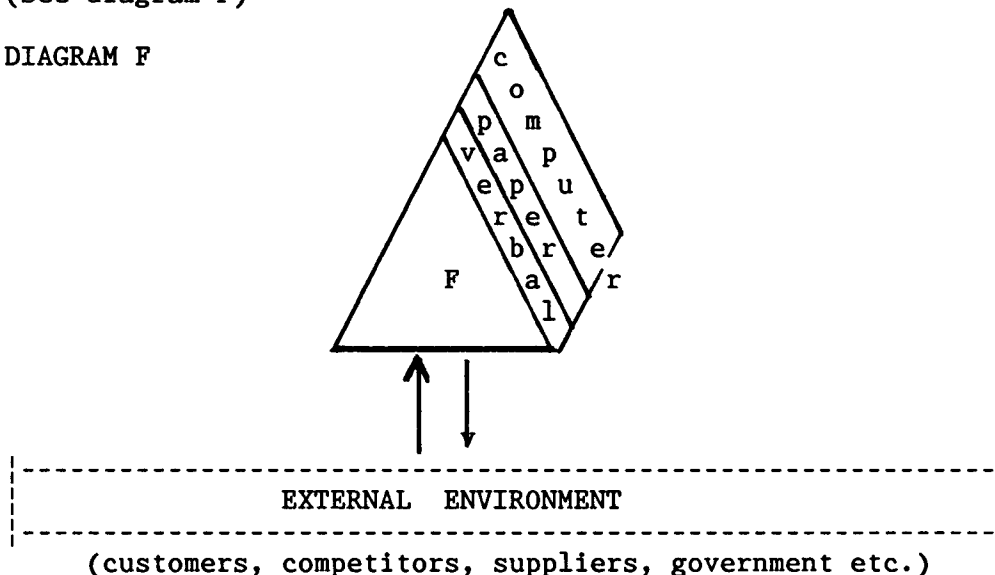 (See diagram F)
DIAGRAM F
computer
paper
verbal
F
EXTERNAL ENVIRONMENT
(customers, competitors, suppliers, government etc.)